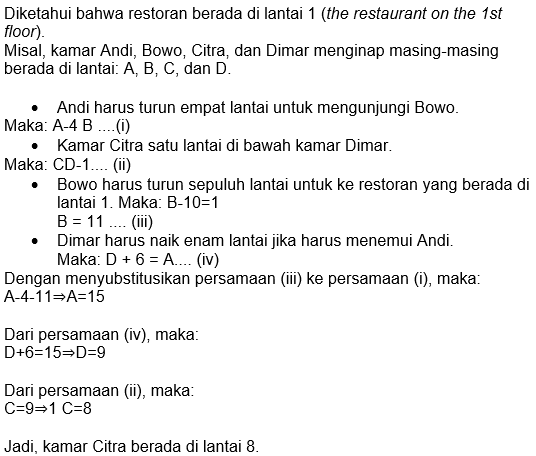 Diketahui bahwa restoran berada di lantai 1 (the restaurant on the 1st
floor).
Misal, kamar Andi, Bowo, Citra, dan Dimar menginap masing-masing
berada di lantai: A, B, C, dan D.
• Andi harus turun empat lantai untuk mengunjungi Bowo.
Maka: A-4 B ....(i)
• Kamar Citra satu lantai di bawah kamar Dimar.
Maka: CD-1.... (ii)
• Bowo harus turun sepuluh lantai untuk ke restoran yang berada di
lantai 1. Maka: B-10=1
B = 11 .... (iii)
• Dimar harus naik enam lantai jika harus menemui Andi.
Maka: D + 6 = A.... (iv)
Dengan menyubstitusikan persamaan (iii) ke persamaan (i), maka:
A-4-11⇒A=15
Dari persamaan (iv), maka:
D+6=15⇒D=9
Dari persamaan (ii), maka:
C=9⇒1 C=8
Jadi, kamar Citra berada di lantai 8.